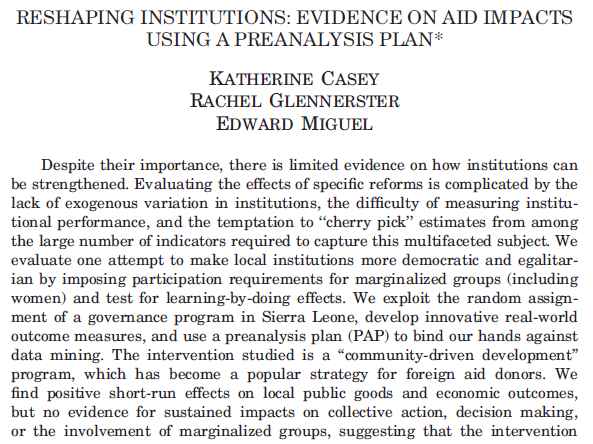 RESHAPING INSTITUTIONS: EVIDENCE ON AID IMPACTS
USING A PREANALYSIS PLAN*
KATHERINE CASEY
RACHEL GLENNERSTER
EDWARD MIGUEL
Despite their importance, there is limited evidence on how institutions can
be strengthened. Evaluating the effects of specific reforms is complicated by the
lack of exogenous variation in institutions, the difficulty of measuring institu-
tional performance, and the temptation to “cherry pick” estimates from among
the large number of indicators required to capture this multifaceted subject. We
evaluate one attempt to make local institutions more democratic and egalitar-
ian by imposing participation requirements for marginalized groups (including
women) and test for learning-by-doing effects. We exploit the random assign-
ment of a governance program in Sierra Leone, develop innovative real-world
outcome measures, and use a preanalysis plan (PAP) to bind our hands against
data mining. The intervention studied is a “community-driven development”
program, which has become a popular strategy for foreign aid donors. We
find positive short-run effects on local public goods and economic outcomes,
but no evidence for sustained impacts on collective action, decision making,
or the involvement of marginalized groups, suggesting that the intervention